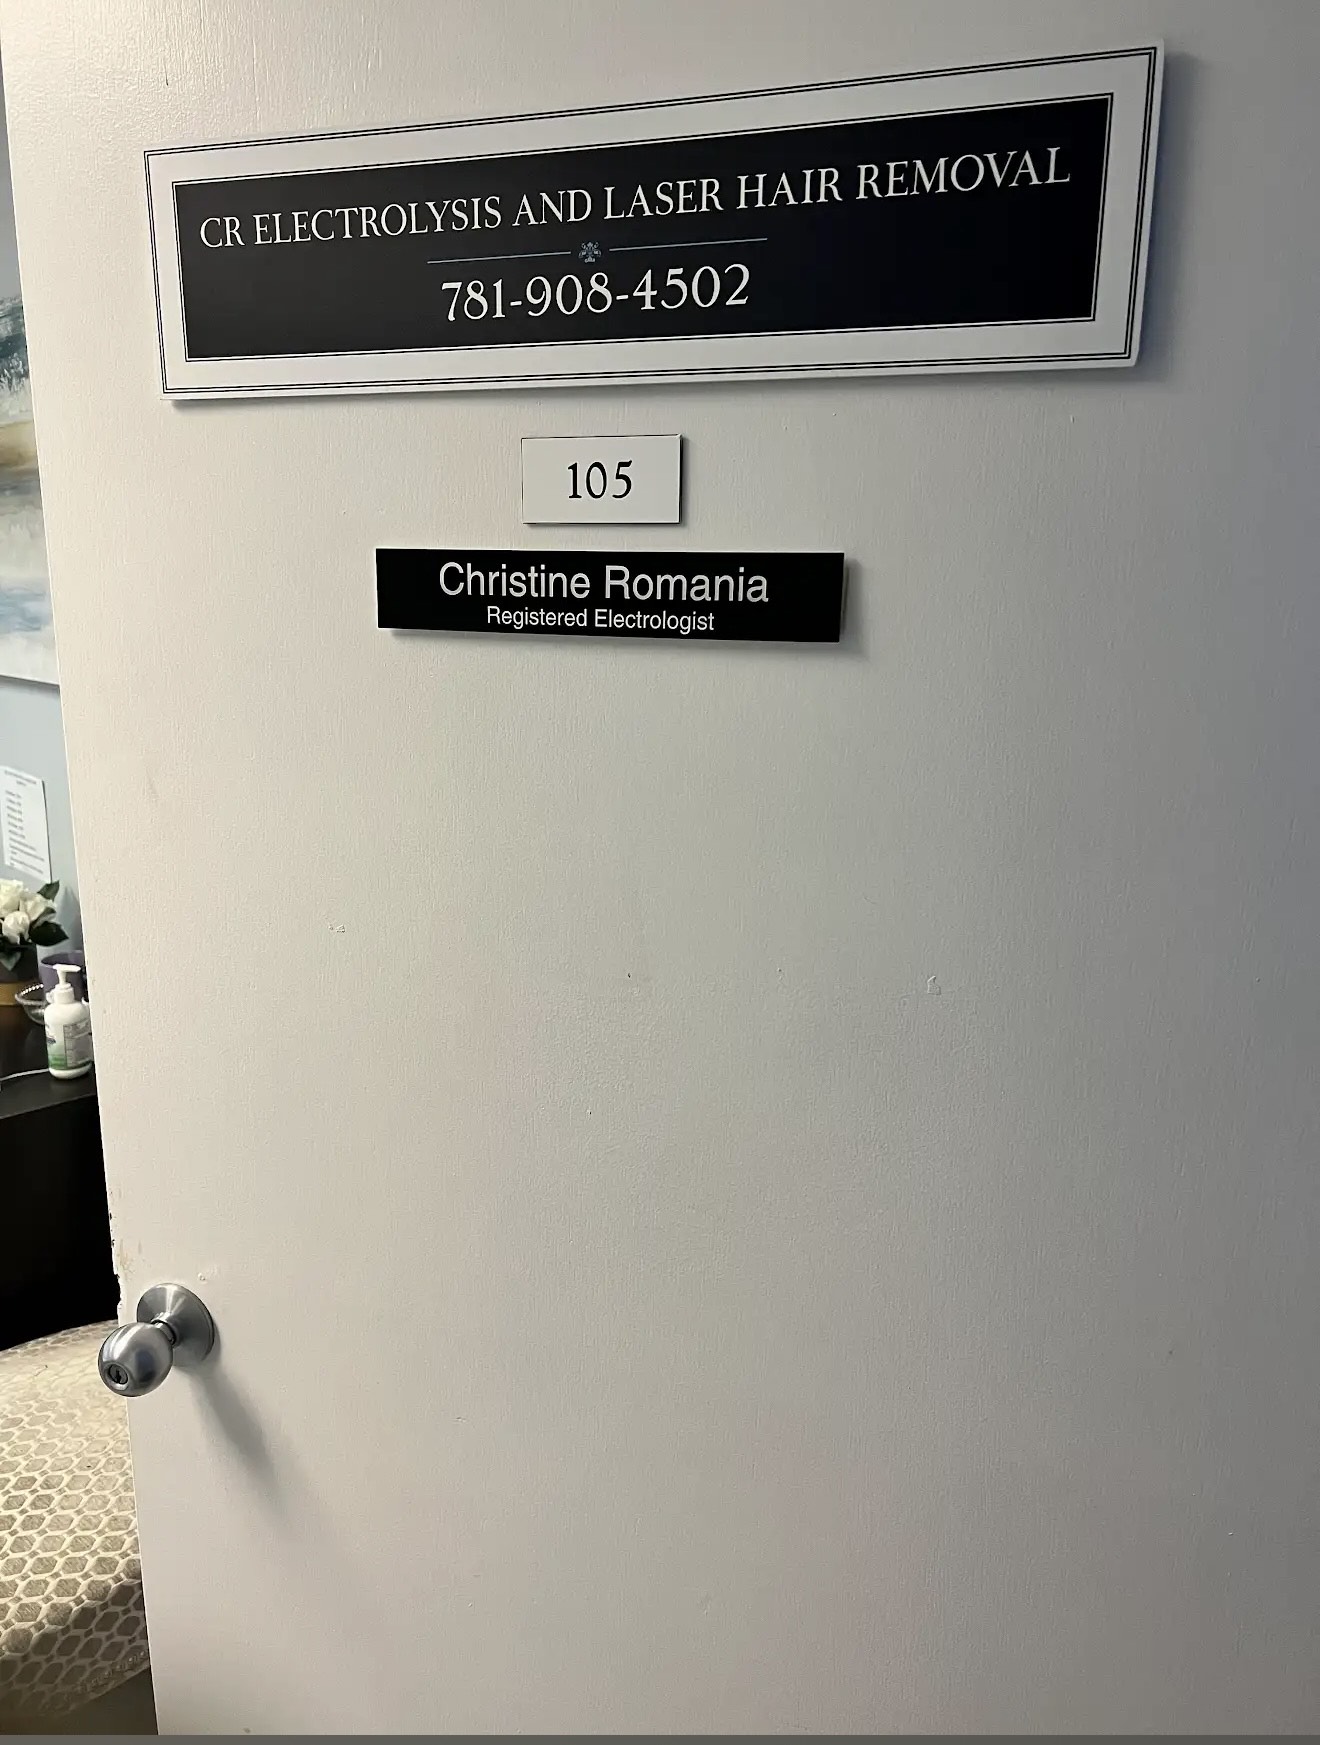 CR ELECTROLYSIS AND LASER HAIR REMOVAL
781-908-4502
105
Christine Romania
Registered Electrologist